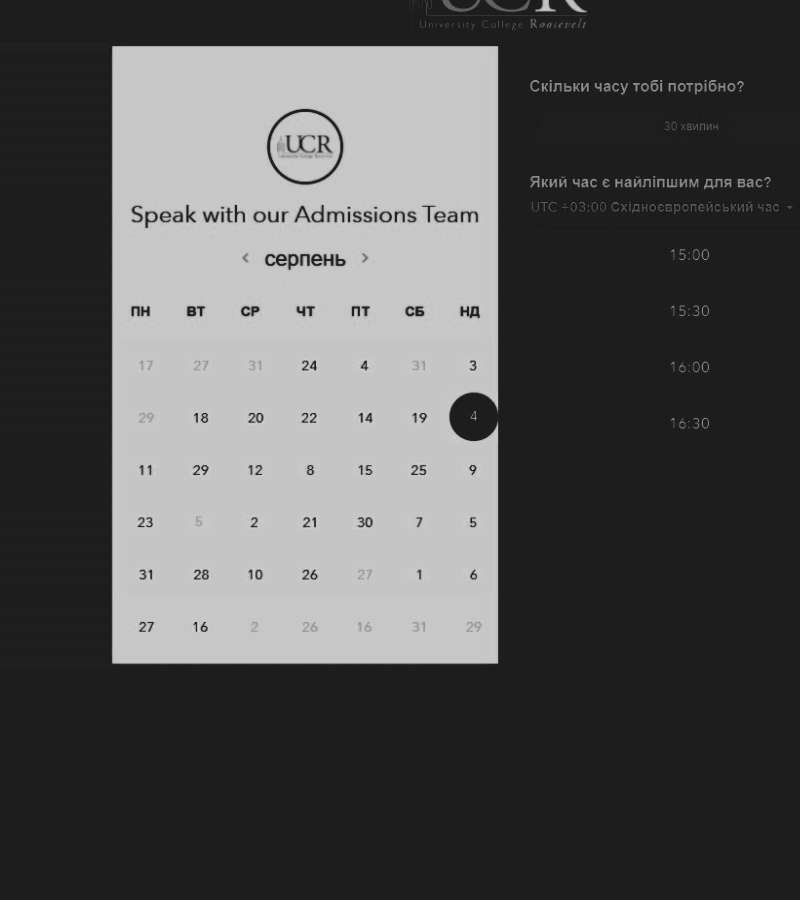 UCR
University College Roosevelt
UCR
Speak with our Admissions Team
серпень
ПН ВТ СР ЧТ ПТ СБ НД
17 27 31 24 4 31 3
29 18 20 22 14 19 4
11 29 12 8 15 25 9
23 5 2 21 30 7 5
31 28 10 26 27 1 6
27 16 2 26 16 31 29
Скільки часу тобі потрібно?
30 хвилин
Який час є найліпшим для вас?
UTC +03:00 Східноєвропейський час
15:00
15:30
16:00
16:30